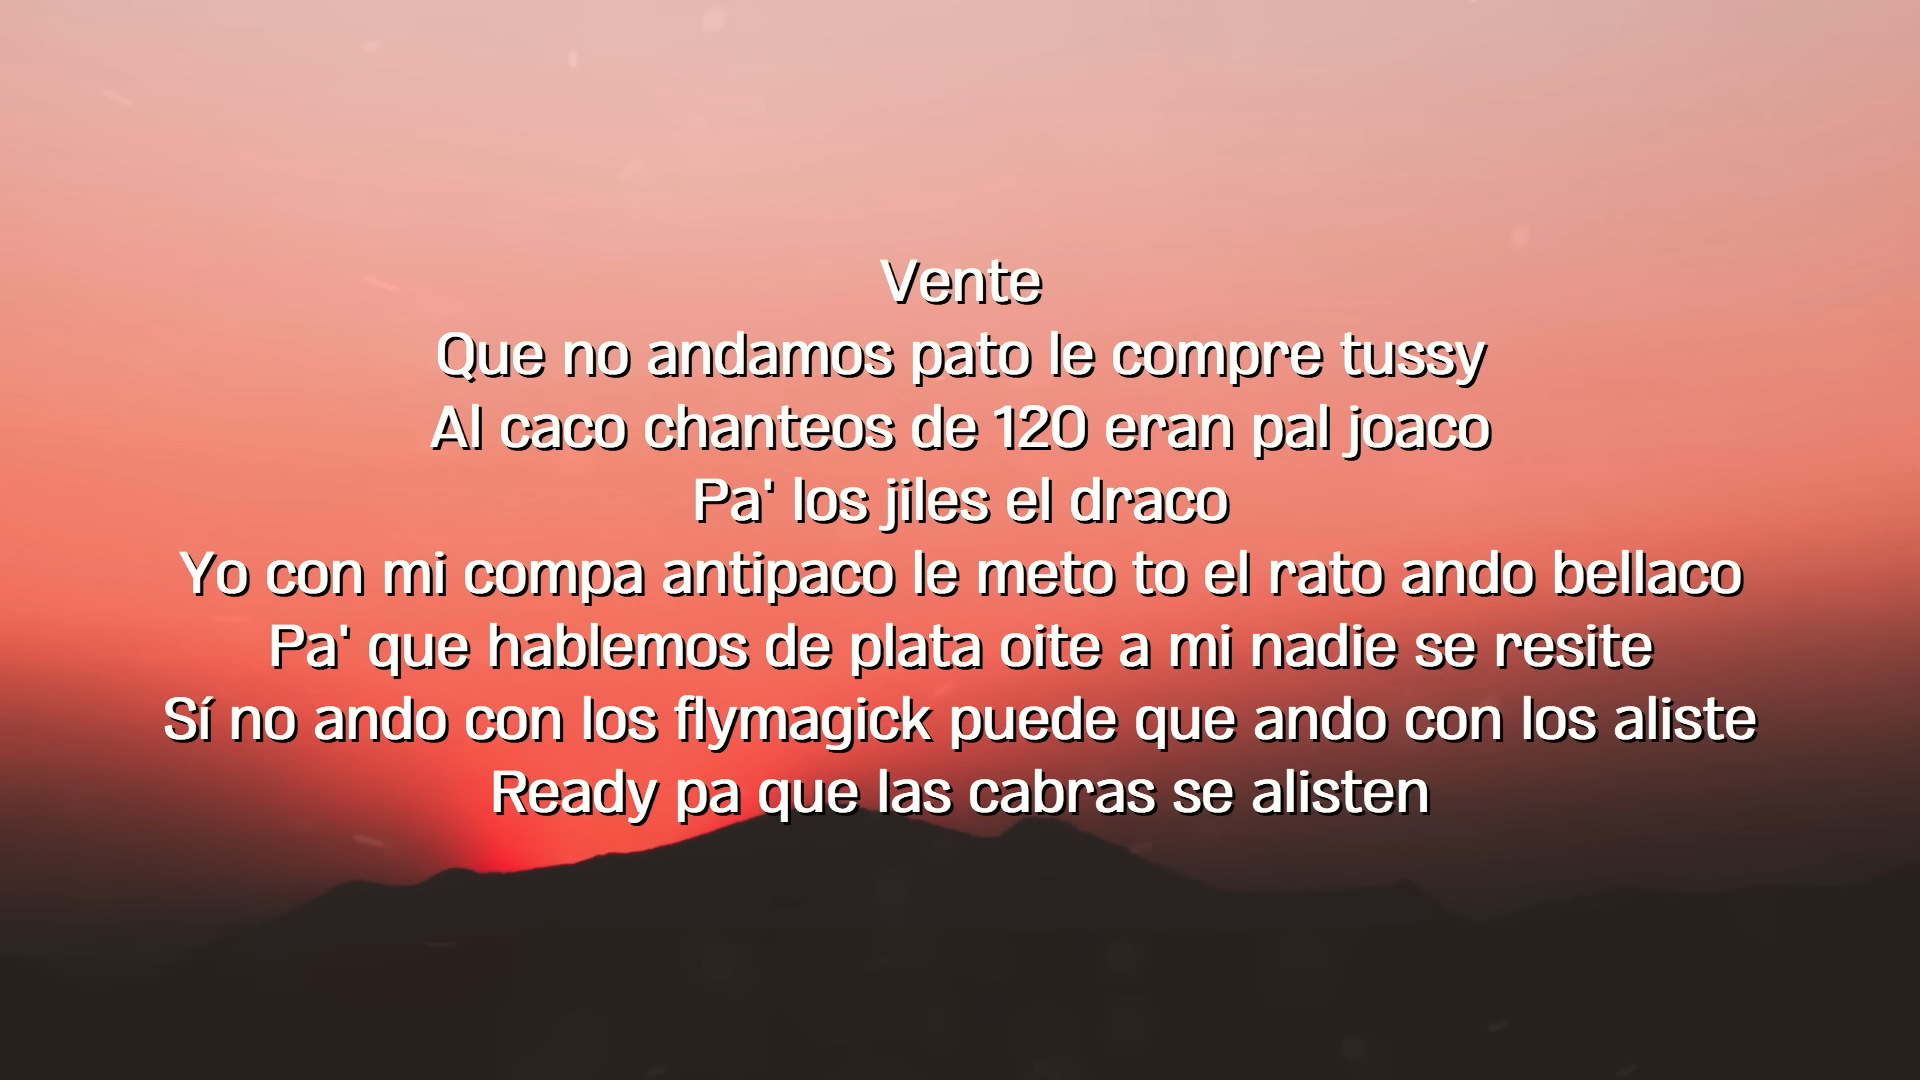 Vente
Que no andamos pato le compre tussy
Al caco chanteos de 120 eran pal joaco
Pa' los jiles el draco
Yo con mi compa antipaco le meto to el rato ando bellaco
Pa' que hablemos de plata oite a mi nadie se resite
Sí no ando con los flymagick puede que ando con los aliste
Ready pa que las cabras se alisten